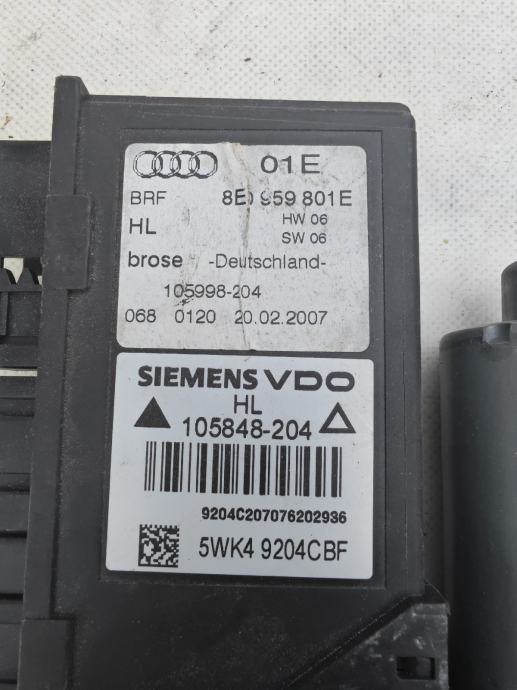 01E
BRF 8E0 959 801E
HL HW 06
SW 06
brose -Deutschland-
105998-204
068 0120 20.02.2007
SIEMENS VDO
HL
105848-204
9204C207076202936
5WK4 9204CBF